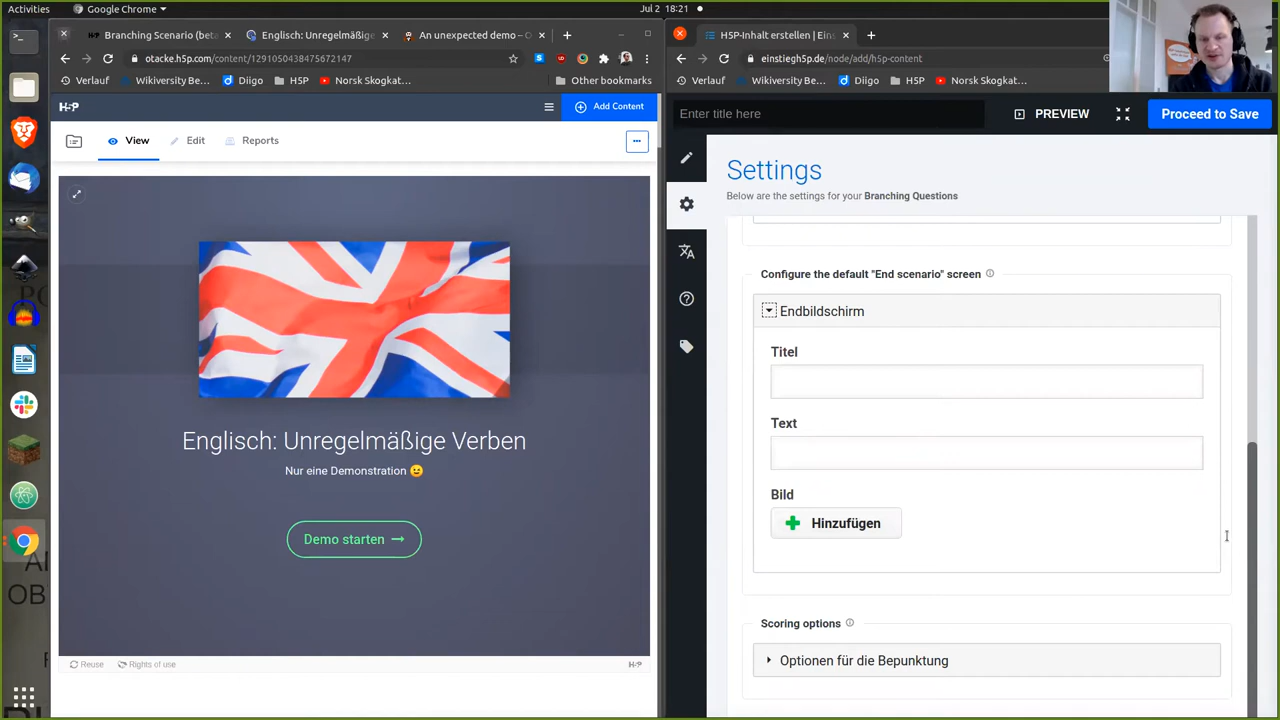 Activities
Google Chrome
Jul 2 18:21
Branching Scenario (beta
Englisch: Unregelmäßige
An unexpected demo – O
H5P-Inhalt erstellen | Eins
otacke.h5p.com/content/1291050438475672147
einstiegh5p.de/node/add/h5p-content
Verlauf
Wikiversity Be...
Diigo
H5P
Norsk Skogkat...
Other bookmarks
Verlauf
Wikiversity Be...
Diigo
H5P
Norsk Skogkat...
H5P
Add Content
View
Edit
Reports
Englisch: Unregelmäßige Verben
Nur eine Demonstration 😉
Demo starten
Reuse
Rights of use
H5P
Enter title here
PREVIEW
Proceed to Save
Settings
Below are the settings for your Branching Questions
Configure the default "End scenario" screen
Endbildschirm
Titel
Text
Bild
Hinzufügen
Scoring options
Optionen für die Bepunktung